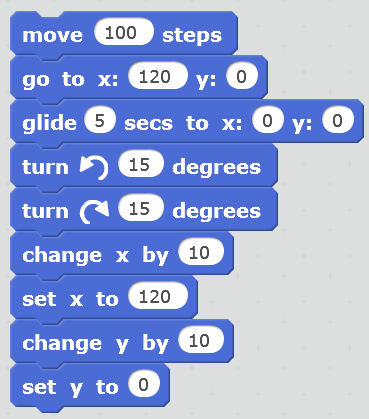 move 100 steps
go to x: 120 y: 0
glide 5 secs to x: 0 y: 0
turn 15 degrees
turn 15 degrees
change x by 10
set x to 120
change y by 10
set y to 0